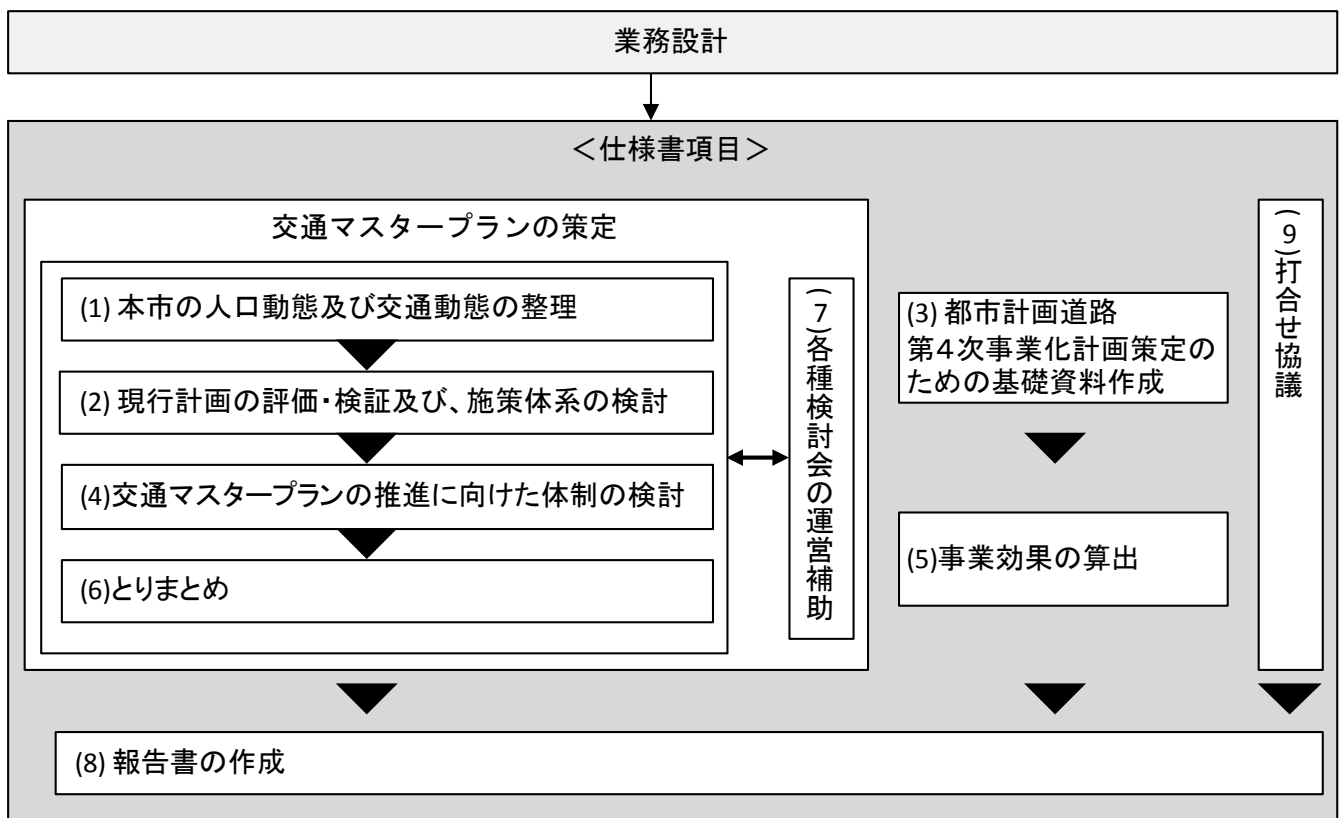 業務設計
＜仕様書項目＞
交通マスタープランの策定
(1) 本市の人口動態及び交通動態の整理
(2) 現行計画の評価・検証及び、施策体系の検討
(4)交通マスタープランの推進に向けた体制の検討
(6)とりまとめ
(7)各種検討会の運営補助
(3) 都市計画道路
第４次事業化計画策定の
ための基礎資料作成
(5)事業効果の算出
(9)打合せ協議
(8) 報告書の作成